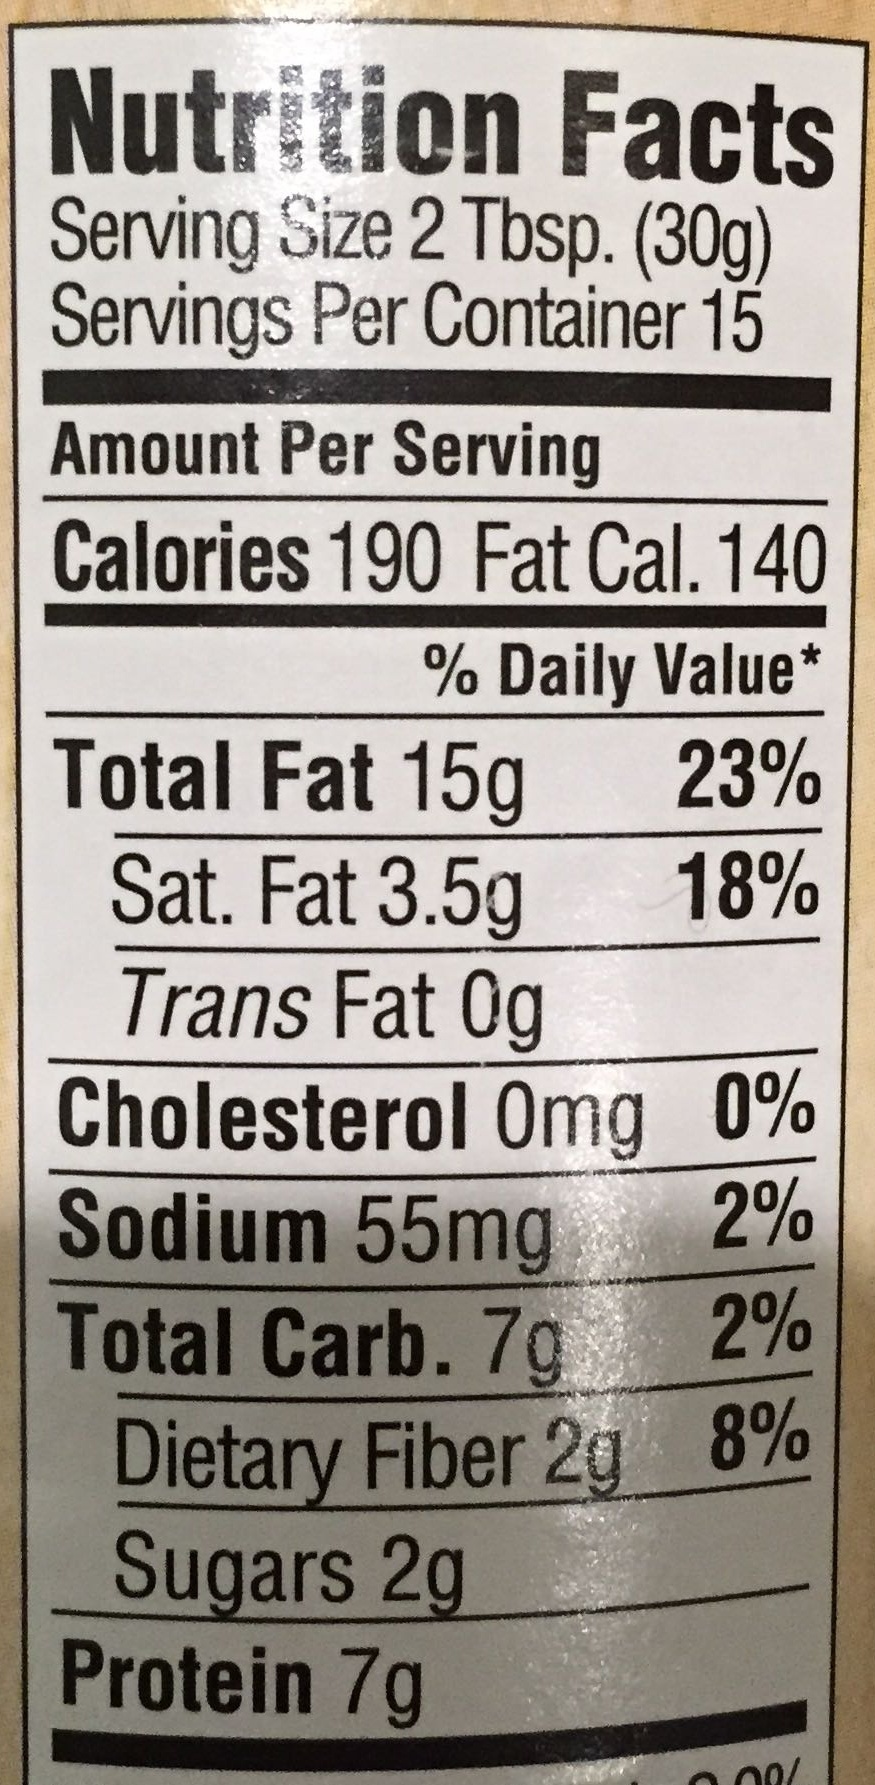 Nutrition Facts
Serving Size 2 Tbsp. (30g)
Servings Per Container 15
Amount Per Serving
Calories 190 Fat Cal. 140
% Daily Value*
Total Fat 15g 23%
Sat. Fat 3.5g 18%
Trans Fat 0g
Cholesterol 0mg 0%
Sodium 55mg 2%
Total Carb. 7g 2%
Dietary Fiber 2g 8%
Sugars 2g
Protein 7g